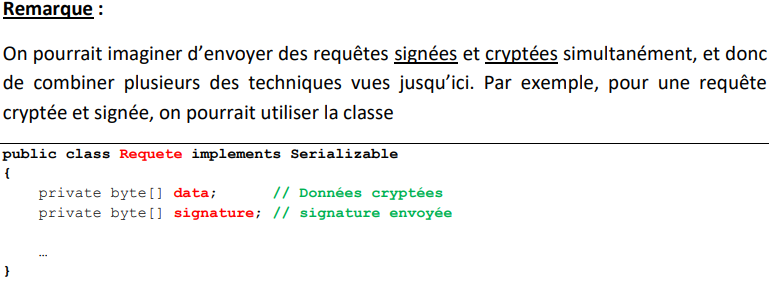 Remarque :
On pourrait imaginer d’envoyer des requêtes signées et cryptées simultanément, et donc
de combiner plusieurs des techniques vues jusqu’ici. Par exemple, pour une requête
cryptée et signée, on pourrait utiliser la classe
public class Requete implements Serializable
{
    private byte[] data;      // Données cryptées
    private byte[] signature; // signature envoyée
    …
}